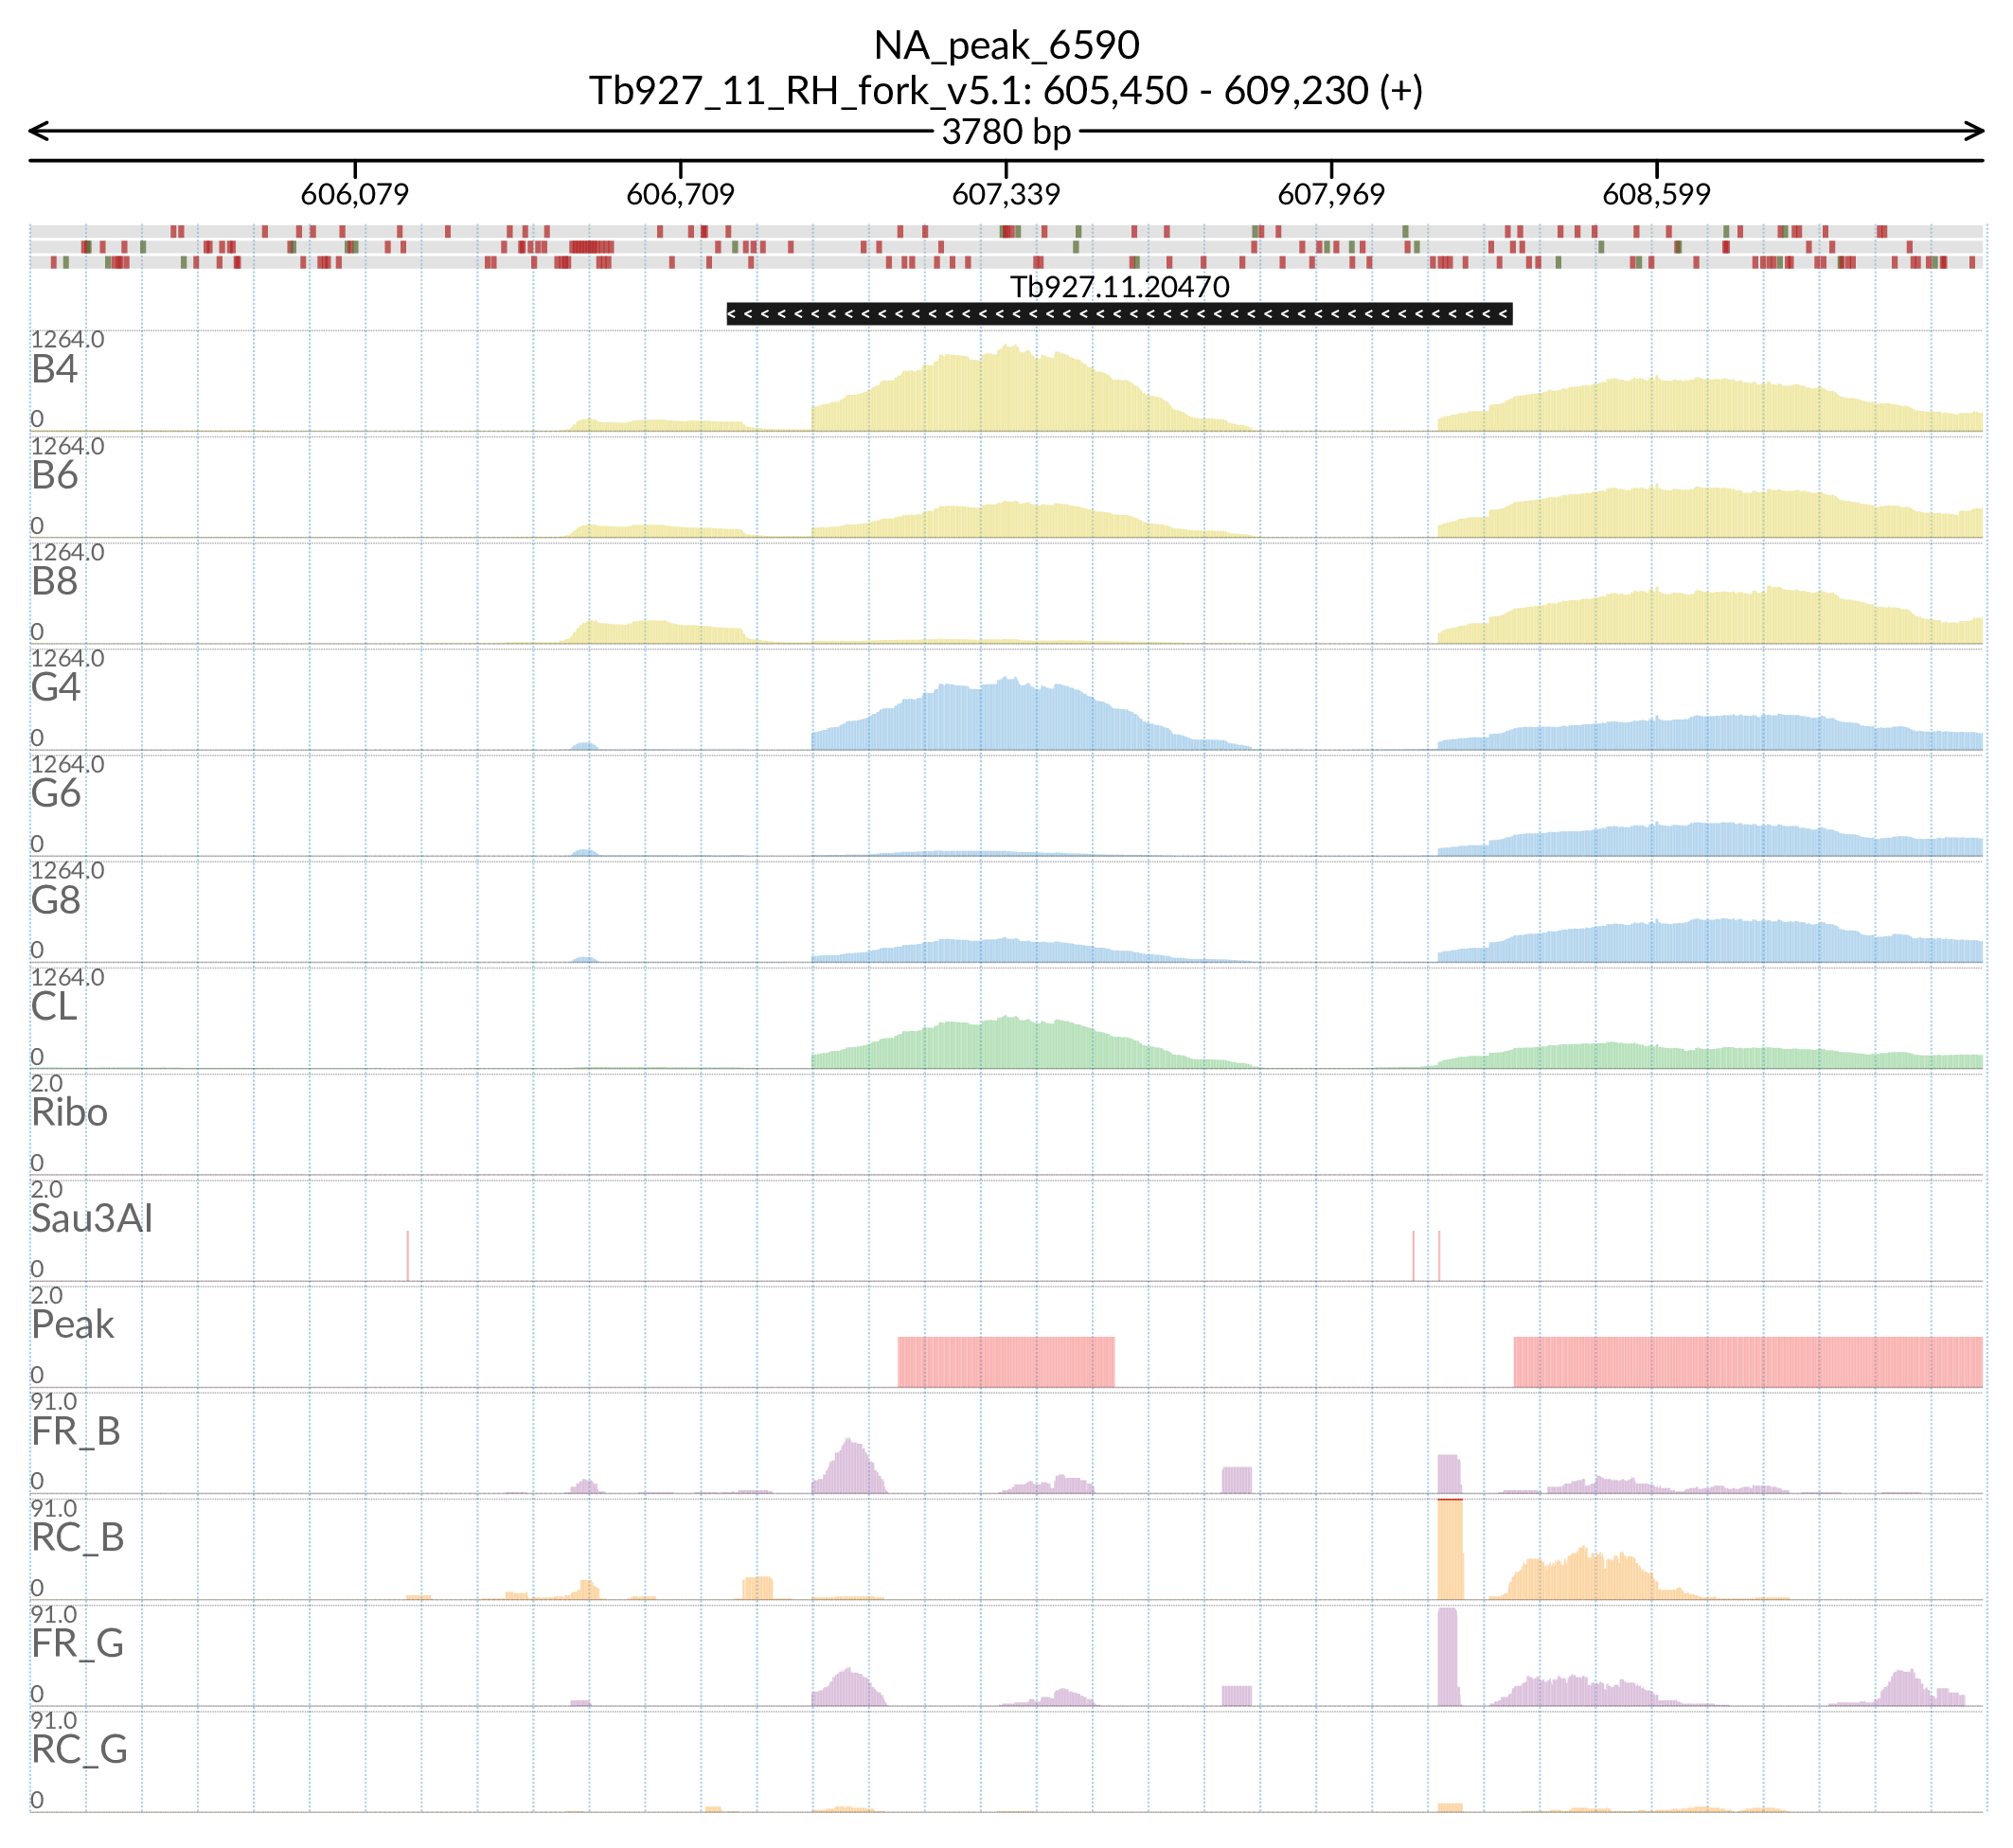 NA_peak_6590
Tb927_11_RH_fork_v5.1: 605,450 - 609,230 (+)
3780 bp
606,079 606,709 607,339 607,969 608,599
Tb927.11.20470
1264.0
B4
0
1264.0
B6
0
1264.0
B8
0
1264.0
G4
0
1264.0
G6
0
1264.0
G8
0
1264.0
CL
0
2.0
Ribo
0
2.0
Sau3AI
0
2.0
Peak
0
91.0
FR_B
0
91.0
RC_B
0
91.0
FR_G
0
91.0
RC_G
0